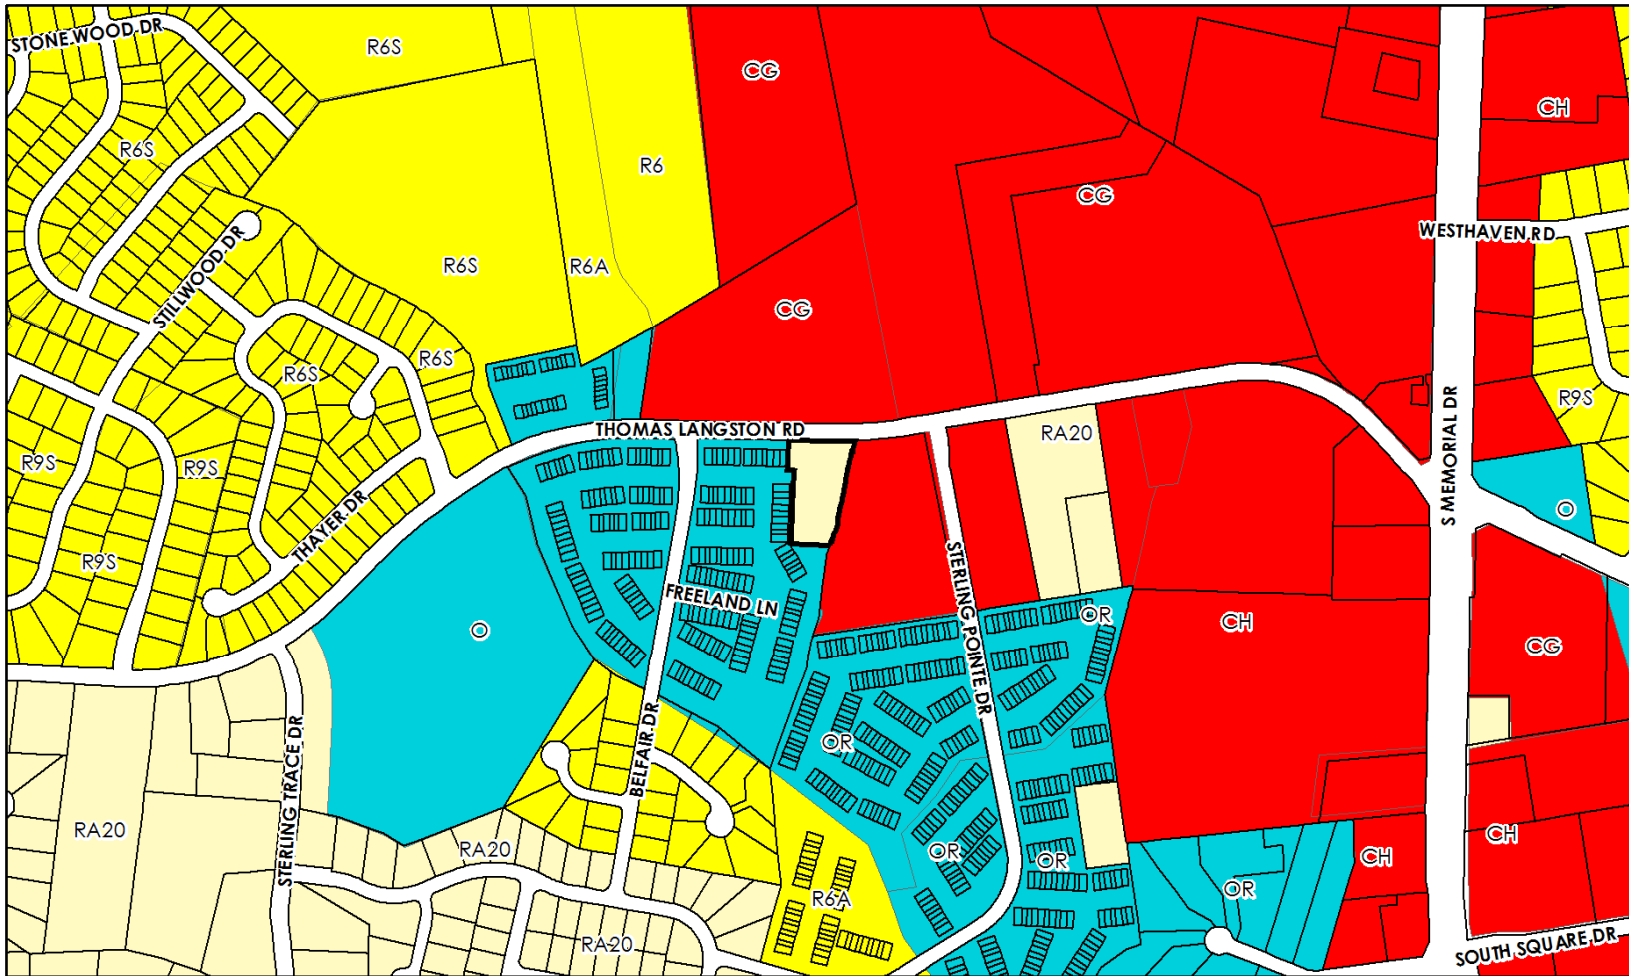 STONE WOOD DR
R6S
CG
CH
R6S
R6
CG
WESTHAVEN RD
STILLWOOD DR
R6S
R6A
CG
R6S
R6S
S MEMORIAL DR
R9S
THOMAS LANGSTON RD
RA20
R9S
R9S
THAYER DR
O
R9S
STERLING POINTE DR
FREELAND LN
OR
CH
O
CG
STERLING TRACE DR
BELFAIR DR
OR
RA20
RA20
OR
OR
CH
CH
OR
R6A
RA20
SOUTH SQUARE DR